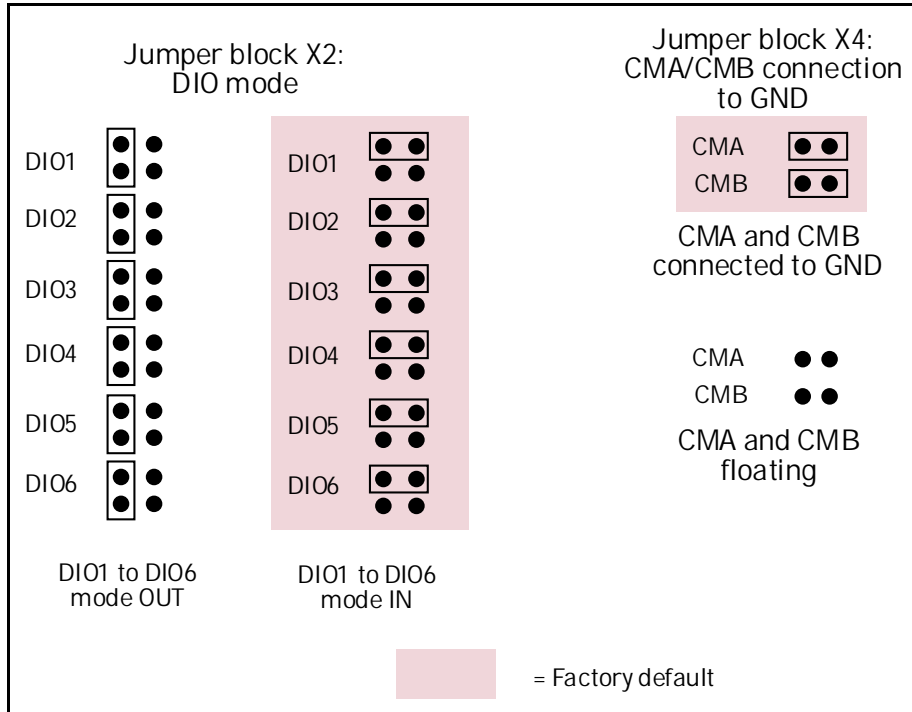 Jumper block X2:
DIO mode
DIO1
DIO2
DIO3
DIO4
DIO5
DIO6
DIO1 to DIO6
mode OUT
DIO1
DIO2
DIO3
DIO4
DIO5
DIO6
DIO1 to DIO6
mode IN
Jumper block X4:
CMA/CMB connection
to GND
CMA
CMB
CMA and CMB
connected to GND
CMA
CMB
CMA and CMB
floating
= Factory default